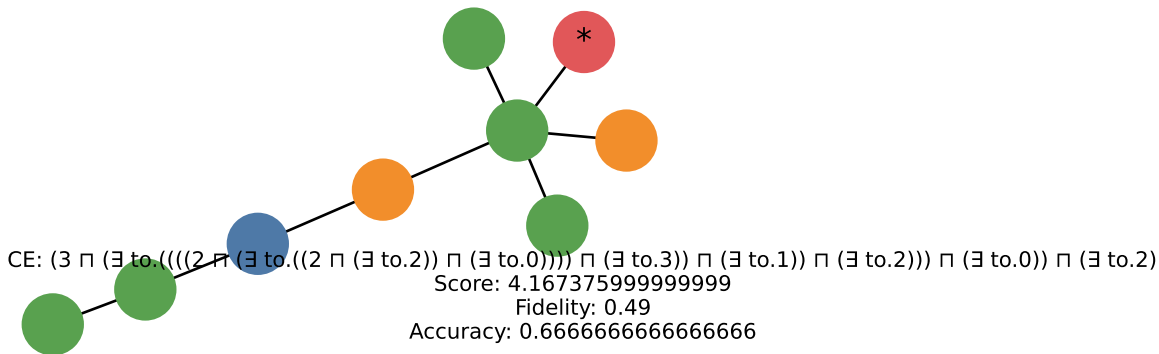 *
CE: (3 ⊓ (∃ to.((((2 ⊓ (∃ to.((2 ⊓ (∃ to.2)) ⊓ (∃ to.0)))) ⊓ (∃ to.3)) ⊓ (∃ to.1)) ⊓ (∃ to.2))) ⊓ (∃ to.0)) ⊓ (∃ to.2)
Score: 4.167375999999999
Fidelity: 0.49
Accuracy: 0.6666666666666666